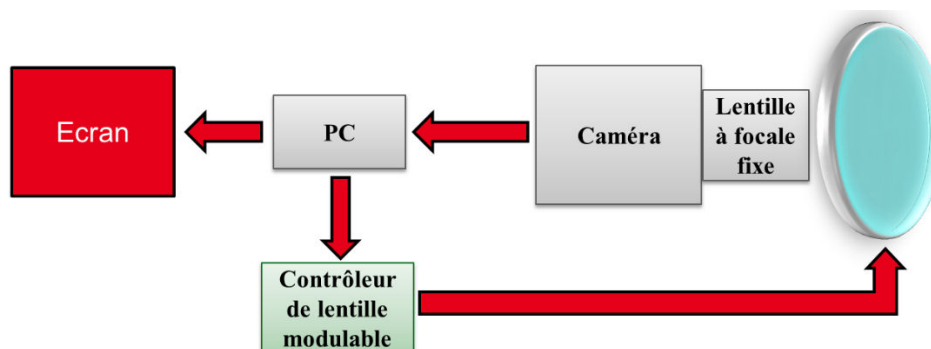 Ecran
PC
Caméra
Lentille
à focale
fixe
Contrôleur
de lentille
modulable